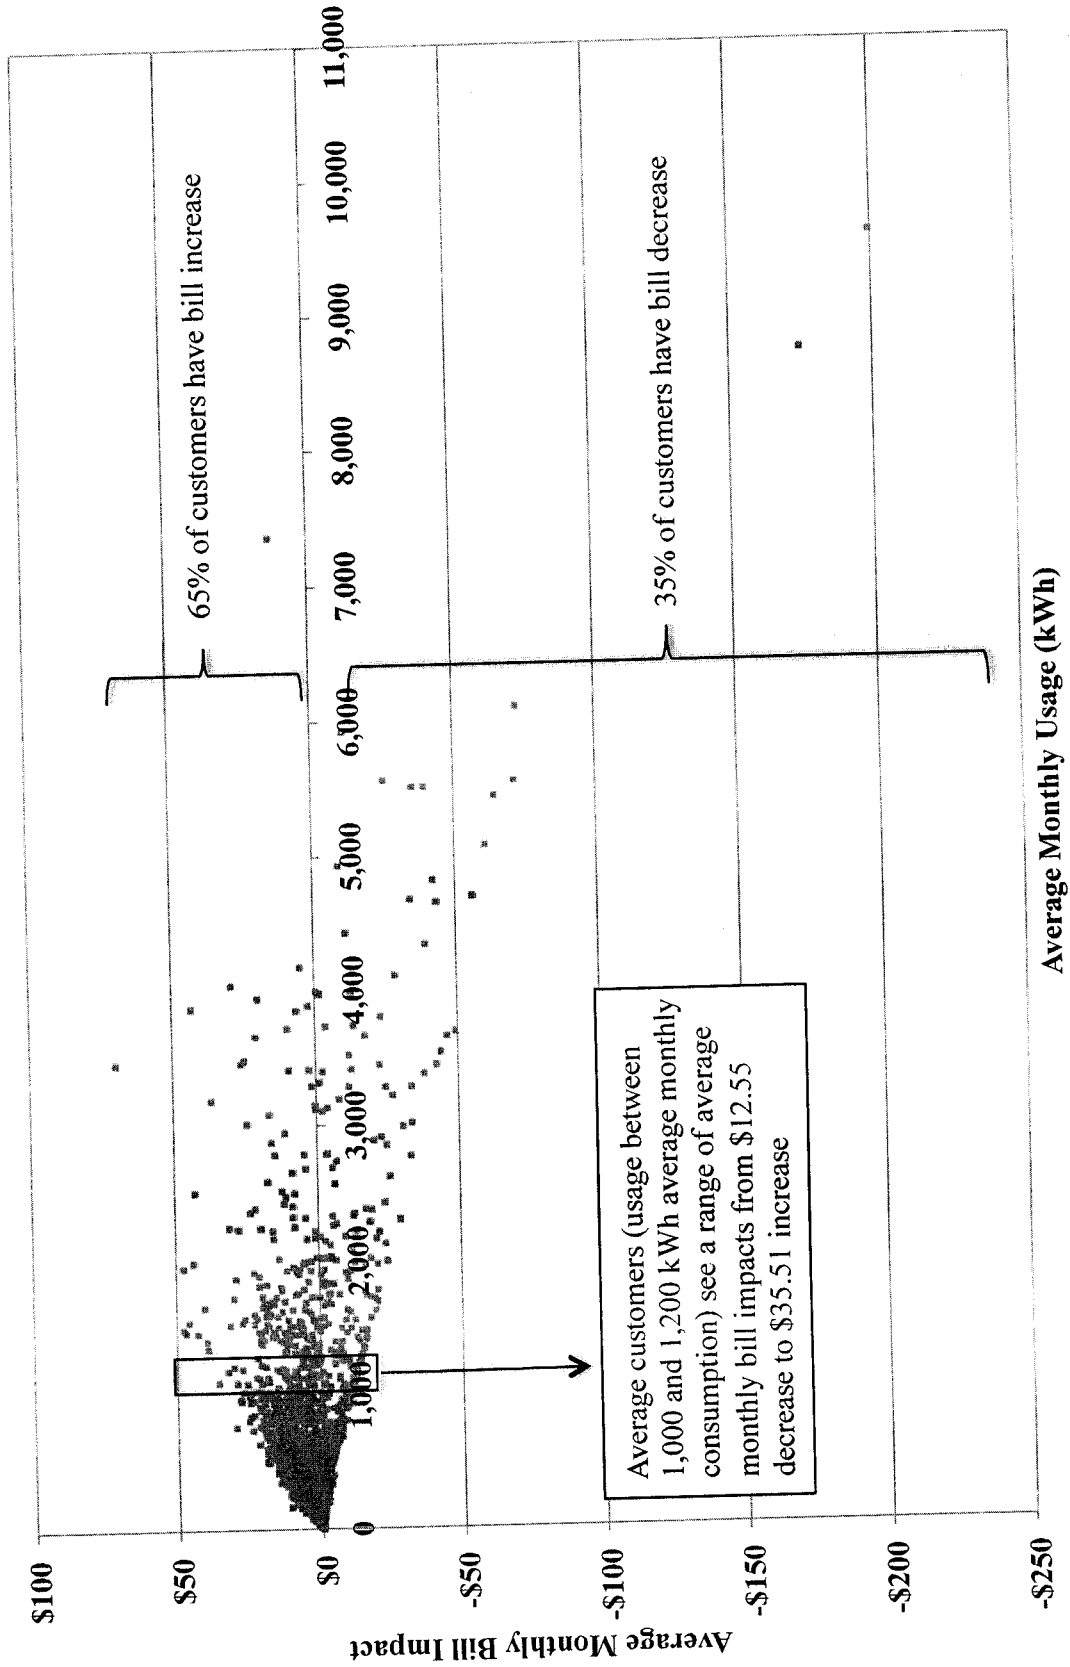 $100
$50
$0
-$50
-$100
-$150
-$200
-$250
Average Monthly Bill Impact
0
1,000
2,000
3,000
4,000
5,000
6,000
7,000
8,000
9,000
10,000
11,000
65% of customers have bill increase
35% of customers have bill decrease
Average customers (usage between
1,000 and 1,200 kWh average monthly
consumption) see a range of average
monthly bill impacts from $12.55
decrease to $35.51 increase
Average Monthly Usage (kWh)